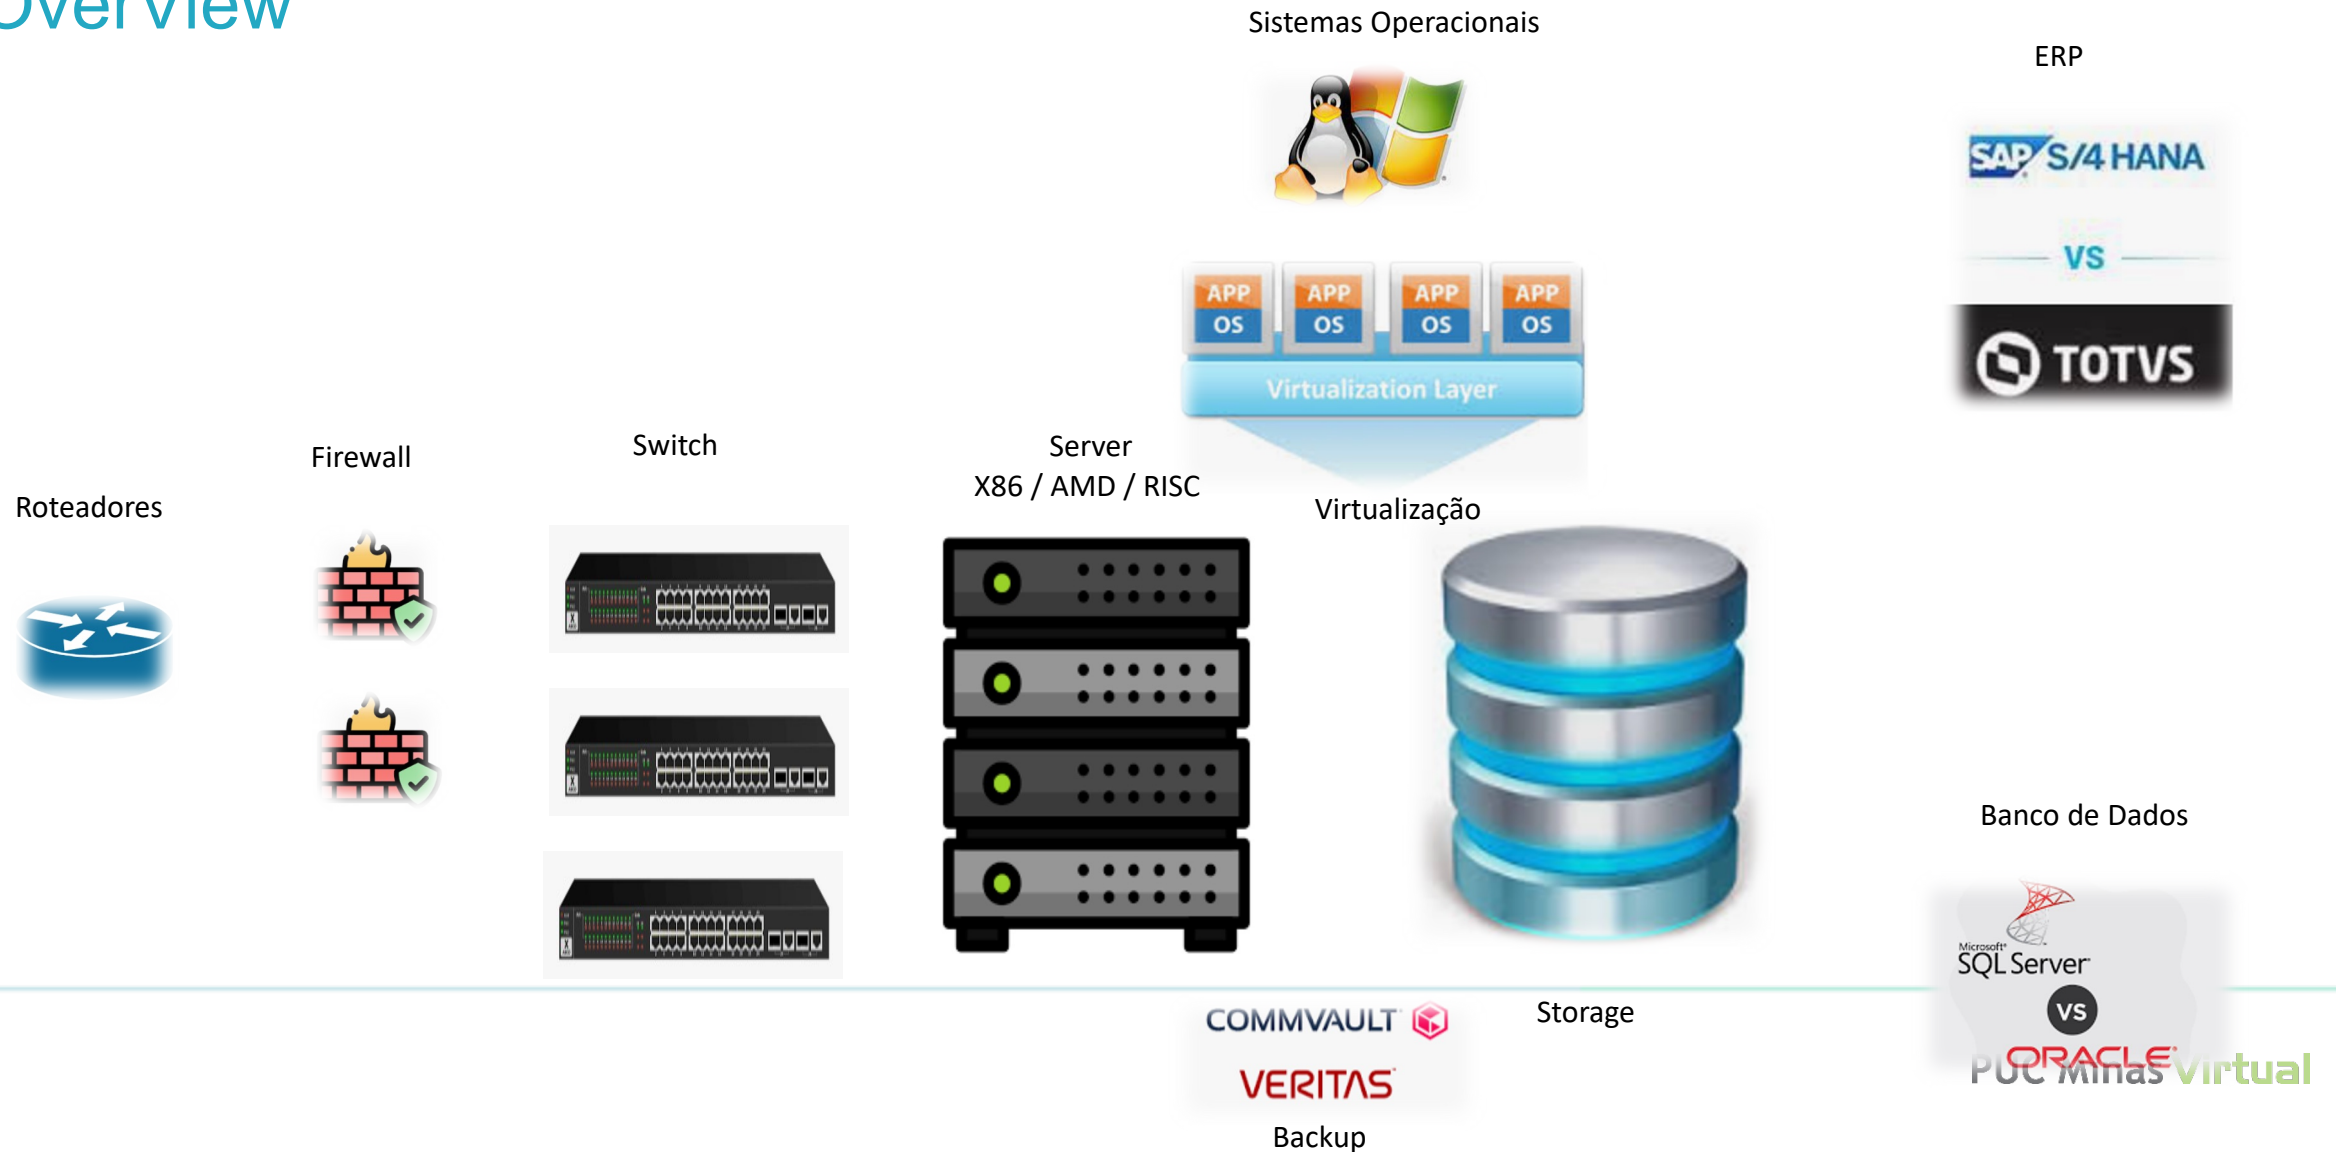 Overview
Sistemas Operacionais
ERP
SAP S/4 HANA
VS
TOTVS
APP APP APP APP
OS OS OS OS
Virtualization Layer
Roteadores
Firewall
Switch
Server
X86 / AMD / RISC
Virtualização
Banco de Dados
Microsoft®
SQL Server
VS
ORACLE
COMMVAULT
VERITAS
Backup
Storage
PUC Minas Virtual